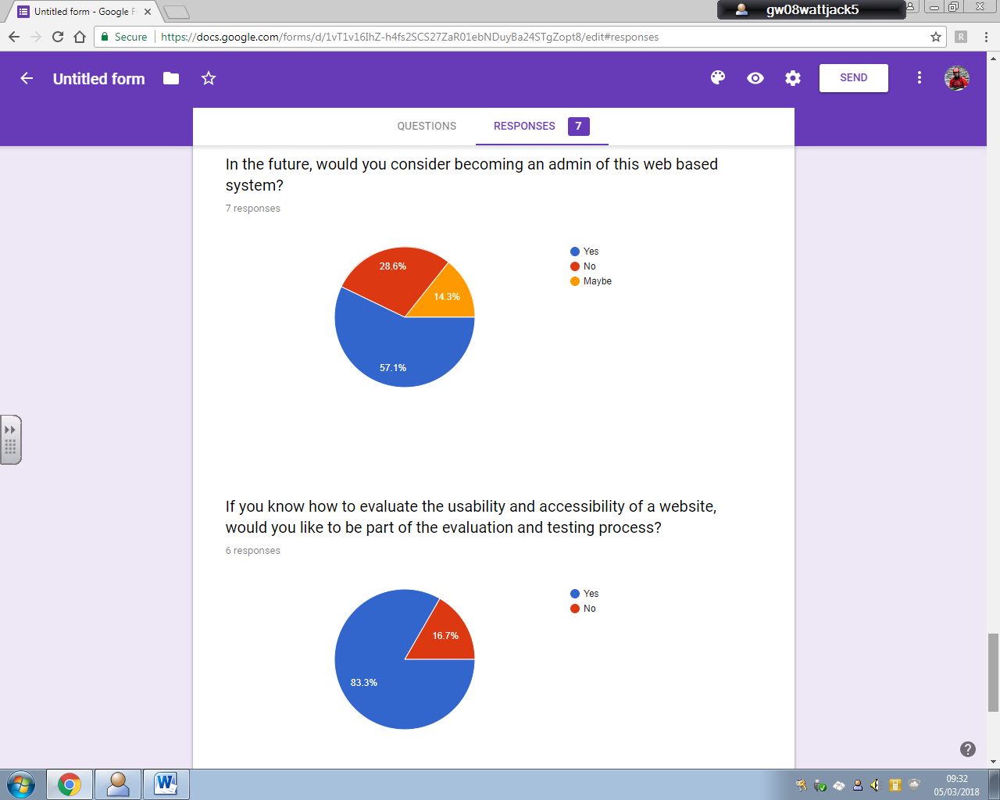 Untitled form - Google F
gw08wattjack5
Secure
https://docs.google.com/forms/d/1vT1v16IhZ-h4fs2SCS27ZaR01ebNDuyBa24STgZopt8/edit#responses
R
Untitled form
SEND
QUESTIONS
RESPONSES 7
In the future, would you consider becoming an admin of this web based
system?
7 responses
Yes
No
Maybe
28.6%
14.3%
57.1%
If you know how to evaluate the usability and accessibility of a website,
would you like to be part of the evaluation and testing process?
6 responses
Yes
No
16.7%
83.3%
?
W
09:32
05/03/2018